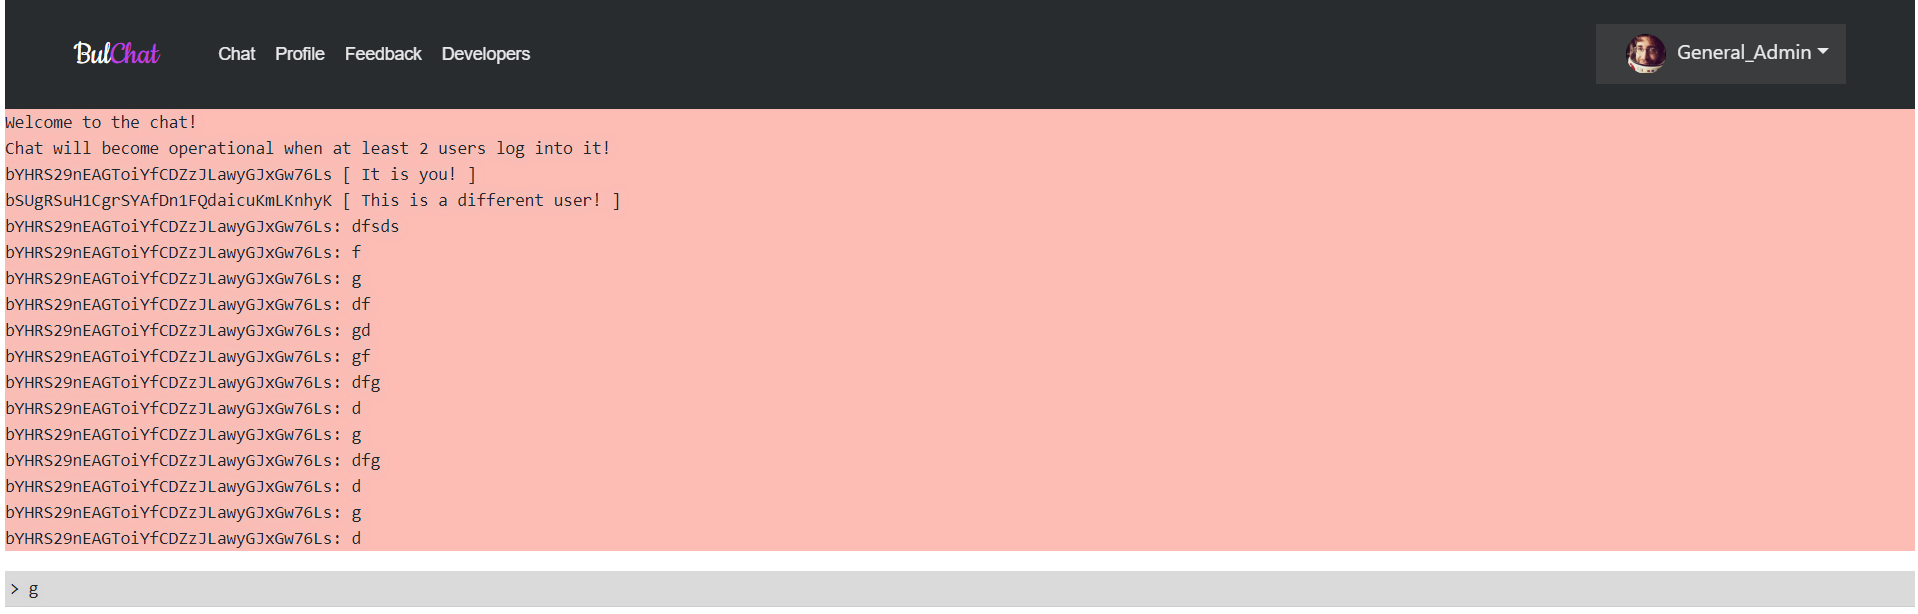 BulChat Chat Profile Feedback Developers General_Admin
Welcome to the chat!
Chat will become operational when at least 2 users log into it!
bYHRS29nEAGToiYfCDZzJLawyGJxGw76Ls [ It is you! ]
bSUgRSuH1CgrSYAfDn1FQdaicuKmLKnhyK [ This is a different user! ]
bYHRS29nEAGToiYfCDZzJLawyGJxGw76Ls: dfsds
bYHRS29nEAGToiYfCDZzJLawyGJxGw76Ls: f
bYHRS29nEAGToiYfCDZzJLawyGJxGw76Ls: g
bYHRS29nEAGToiYfCDZzJLawyGJxGw76Ls: df
bYHRS29nEAGToiYfCDZzJLawyGJxGw76Ls: gd
bYHRS29nEAGToiYfCDZzJLawyGJxGw76Ls: gf
bYHRS29nEAGToiYfCDZzJLawyGJxGw76Ls: dfg
bYHRS29nEAGToiYfCDZzJLawyGJxGw76Ls: d
bYHRS29nEAGToiYfCDZzJLawyGJxGw76Ls: g
bYHRS29nEAGToiYfCDZzJLawyGJxGw76Ls: dfg
bYHRS29nEAGToiYfCDZzJLawyGJxGw76Ls: d
bYHRS29nEAGToiYfCDZzJLawyGJxGw76Ls: g
bYHRS29nEAGToiYfCDZzJLawyGJxGw76Ls: d
> g